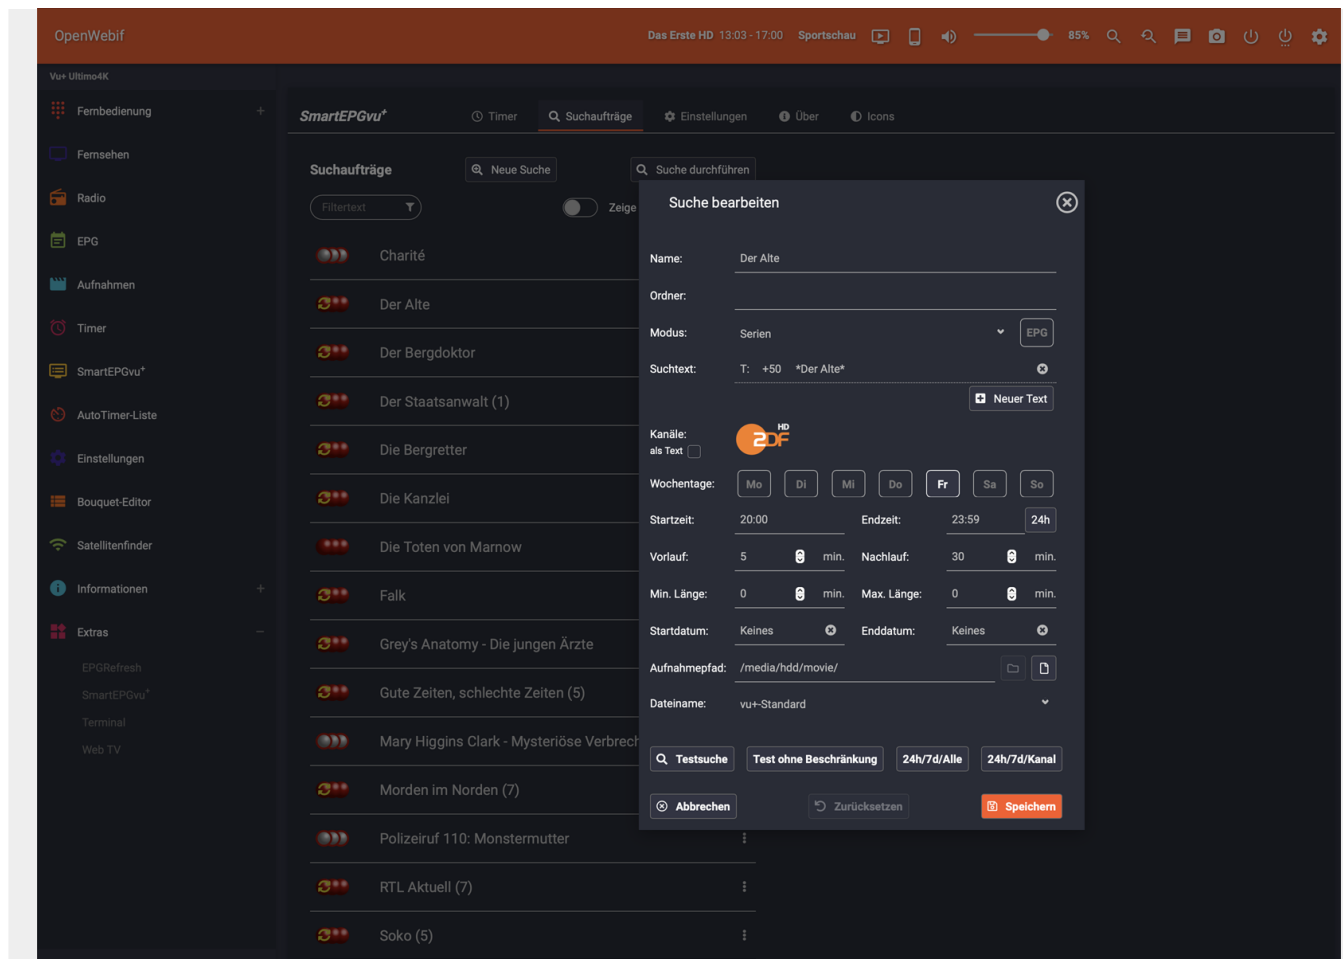 OpenWebif
Das Erste HD 13:03 - 17:00 Sportschau
85%
Vu+ Ultimo4K
Fernbedienung
Fernsehen
Radio
EPG
Aufnahmen
Timer
SmartEPGvu+
AutoTimer-Liste
Einstellungen
Bouquet-Editor
Satellitenfinder
Informationen
Extras
EPGRefresh
SmartEPGvu+
Terminal
Web TV
SmartEPGvu+
Timer
Suchaufträge
Einstellungen
Über
Icons
Suchaufträge
Neue Suche
Suche durchführen
Filtertext
Zeige
Charité
Der Alte
Der Bergdoktor
Der Staatsanwalt (1)
Die Bergretter
Die Kanzlei
Die Toten von Marnow
Falk
Grey's Anatomy - Die jungen Ärzte
Gute Zeiten, schlechte Zeiten (5)
Mary Higgins Clark - Mysteriöse Verbrech
Morden im Norden (7)
Polizeiruf 110: Monstermutter
RTL Aktuell (7)
Soko (5)
Suche bearbeiten
Name: Der Alte
Ordner:
Modus: Serien EPG
Suchtext: T: +50 *Der Alte*
Neuer Text
Kanäle: ZDF HD
als Text
Wochentage: Mo Di Mi Do Fr Sa So
Startzeit: 20:00 Endzeit: 23:59 24h
Vorlauf: 5 min. Nachlauf: 30 min.
Min. Länge: 0 min. Max. Länge: 0 min.
Startdatum: Keines Enddatum: Keines
Aufnahmepfad: /media/hdd/movie/
Dateiname: vu+-Standard
Testsuche Test ohne Beschränkung 24h/7d/Alle 24h/7d/Kanal
Abbrechen Zurücksetzen Speichern